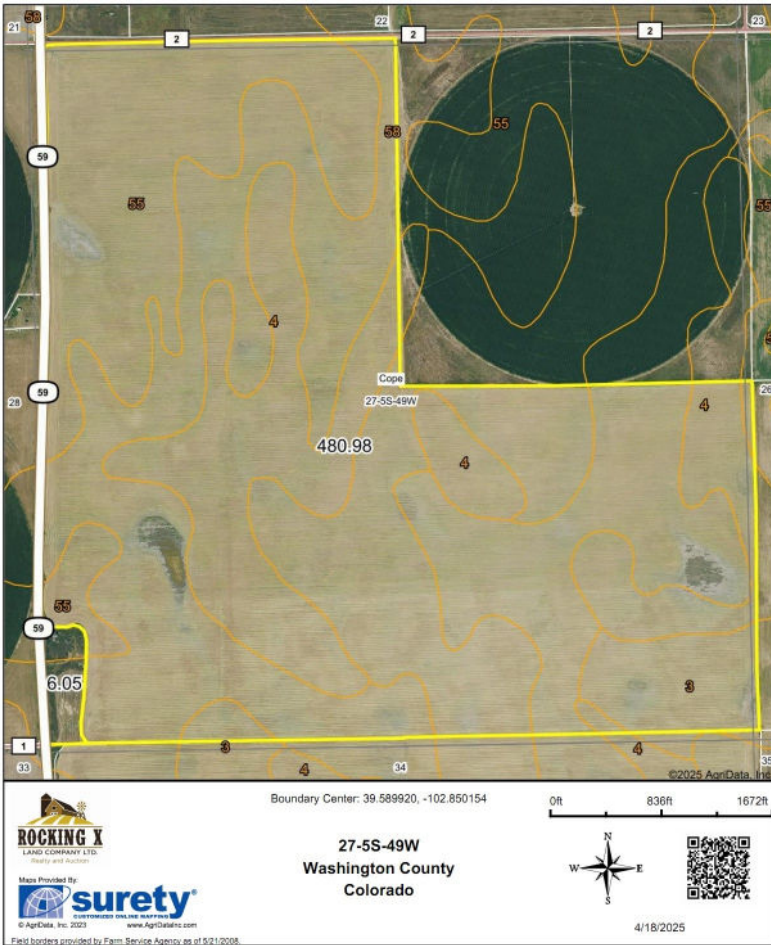 21
58
22
23
2
2
2
59
58
55
55
55
4
28
59
Cope
27-5S-49W
26
4
480.98
4
55
59
6.05
3
1
3
4
33
4
34
35
©2025 AgriData, Inc
ROCKING X
LAND COMPANY LTD.
Realty and Auction
Maps Provided By:
surety®
CUSTOMIZED ONLINE MAPPING
© AgriData, Inc. 2023
www.AgriDataInc.com
Field borders provided by Farm Service Agency as of 5/21/2008.
Boundary Center: 39.589920, -102.850154
27-5S-49W
Washington County
Colorado
0ft
836ft
1672ft
N
W
E
S
4/18/2025